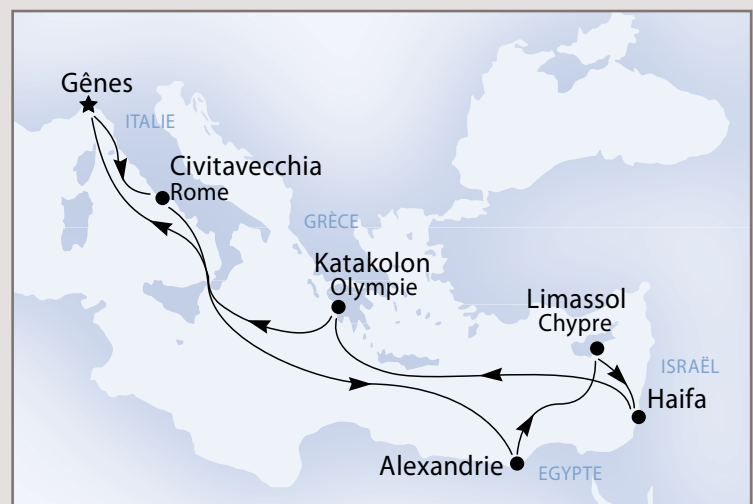 Gênes
ITALIE
Civitavecchia
Rome
GRÈCE
Katakolon
Olympie
Limassol
Chypre
ISRAËL
Haifa
Alexandrie
EGYPTE